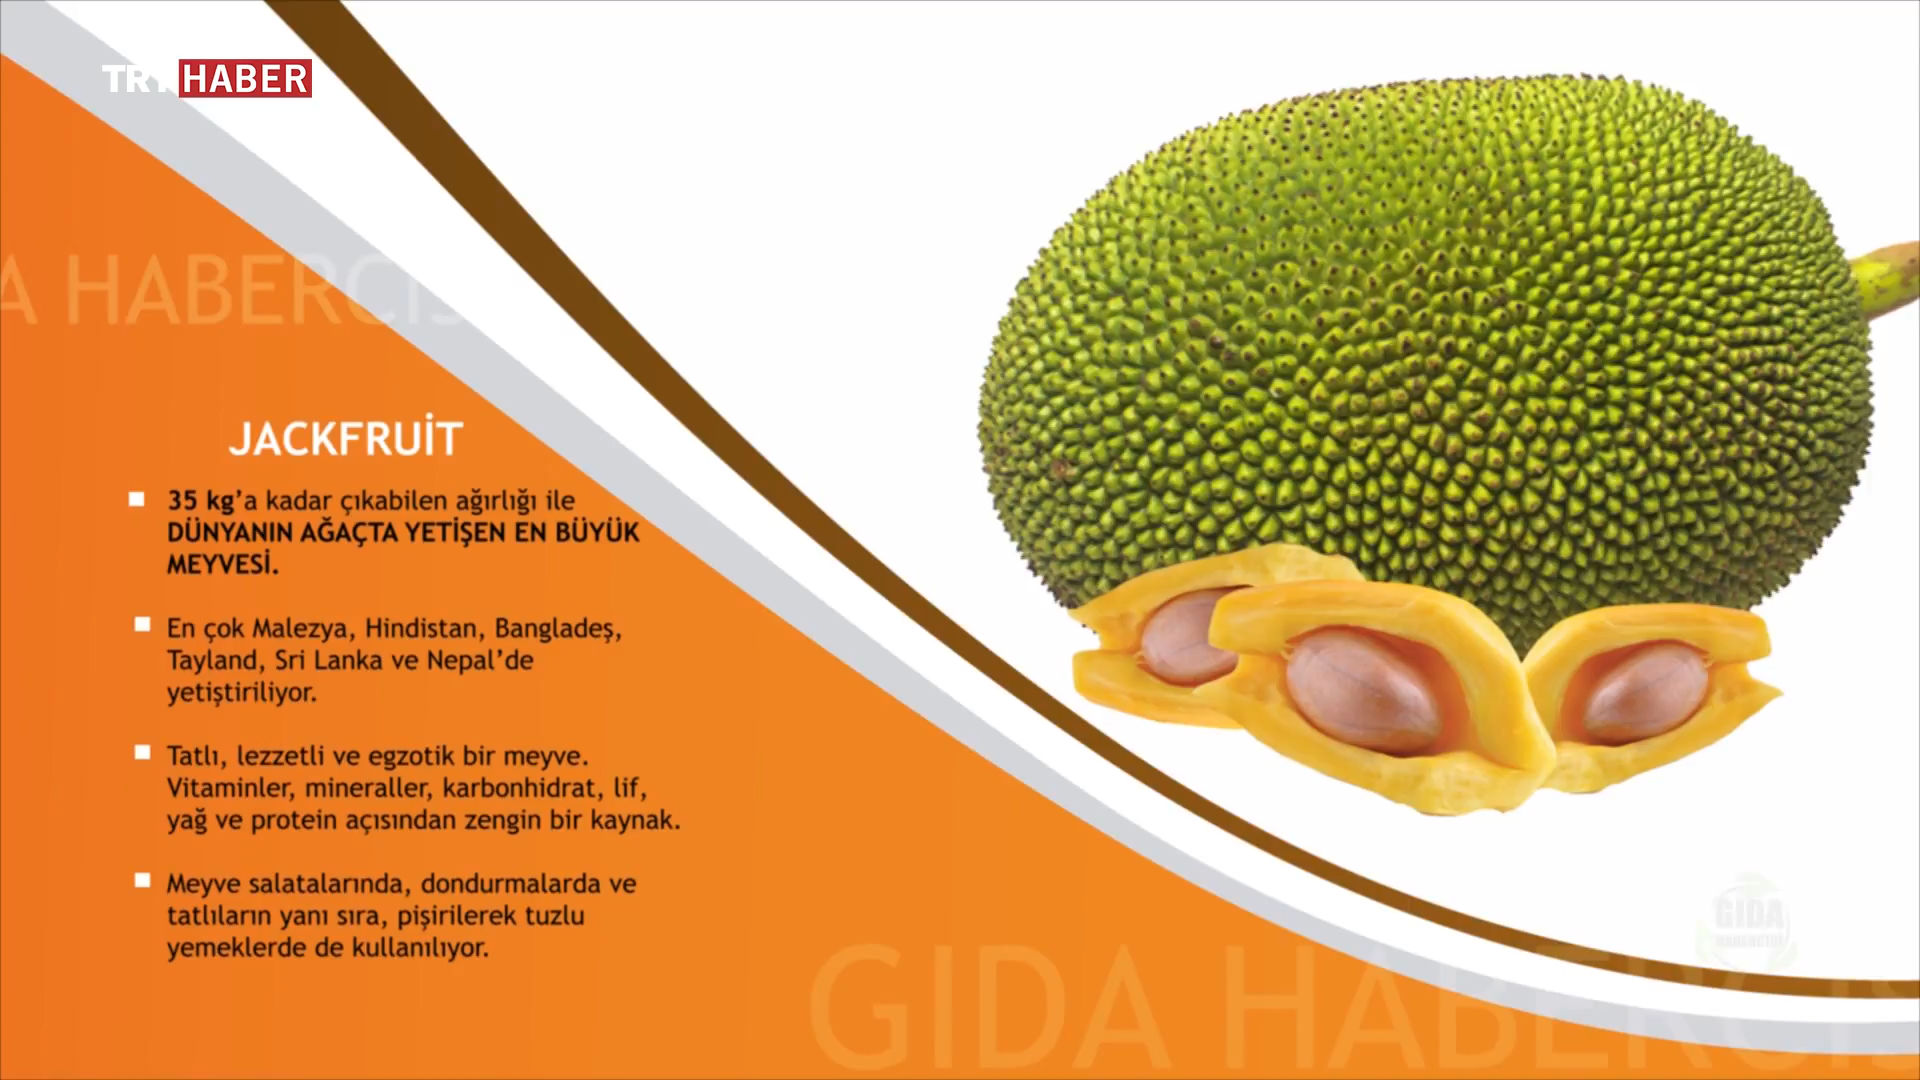 TRT HABER
A HABERCİS
JACKFRUİT
35 kg'a kadar çıkabilen ağırlığı ile
DÜNYANIN AĞAÇTA YETİŞEN EN BÜYÜK
MEYVESİ.
En çok Malezya, Hindistan, Bangladeş,
Tayland, Sri Lanka ve Nepal'de
yetiştiriliyor.
Tatlı, lezzetli ve egzotik bir meyve.
Vitaminler, mineraller, karbonhidrat, lif,
yağ ve protein açısından zengin bir kaynak.
Meyve salatalarında, dondurmalarda ve
tatlıların yanı sıra, pişirilerek tuzlu
yemeklerde de kullanılıyor.
GIDA
GIDA HABERCİS